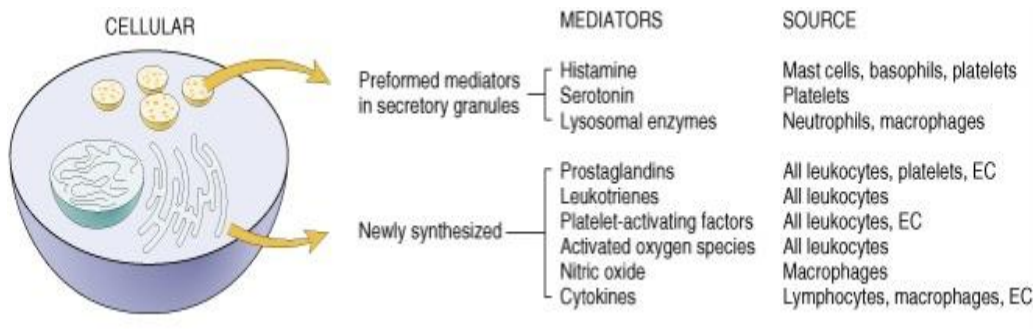 CELLULAR
MEDIATORS SOURCE
Preformed mediators
in secretory granules
Histamine Mast cells, basophils, platelets
Serotonin Platelets
Lysosomal enzymes Neutrophils, macrophages
Newly synthesized
Prostaglandins All leukocytes, platelets, EC
Leukotrienes All leukocytes
Platelet-activating factors All leukocytes, EC
Activated oxygen species All leukocytes
Nitric oxide Macrophages
Cytokines Lymphocytes, macrophages, EC